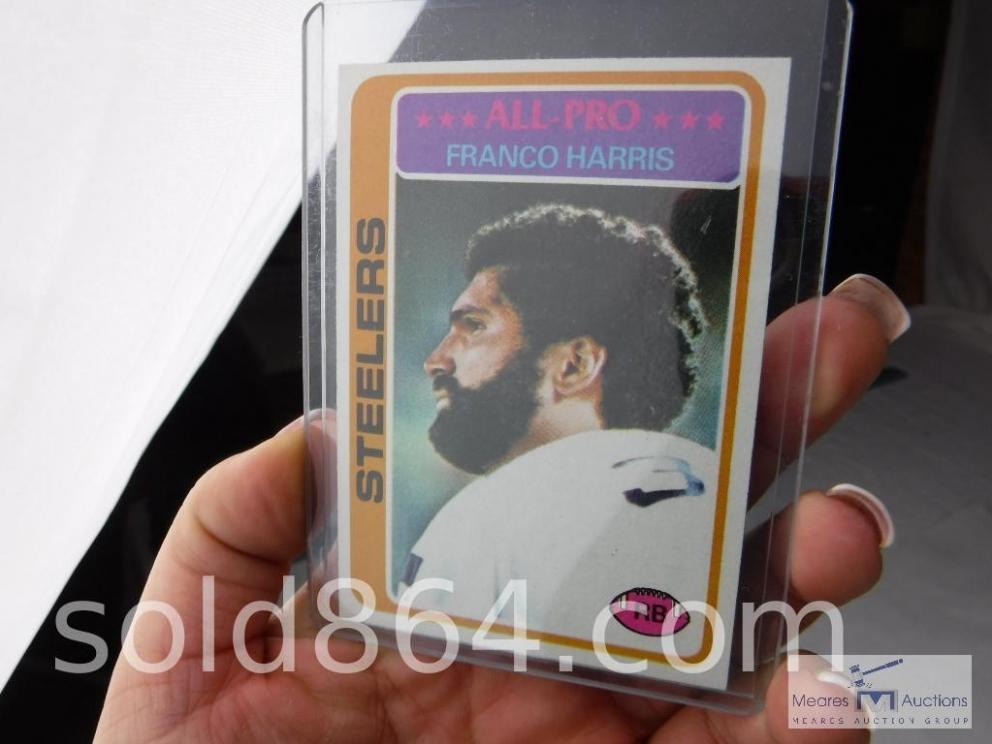 ★★★ ALL-PRO ★★★
FRANCO HARRIS
STEELERS
RB
sold864.com
Meares M Auctions
MEARES AUCTION GROUP